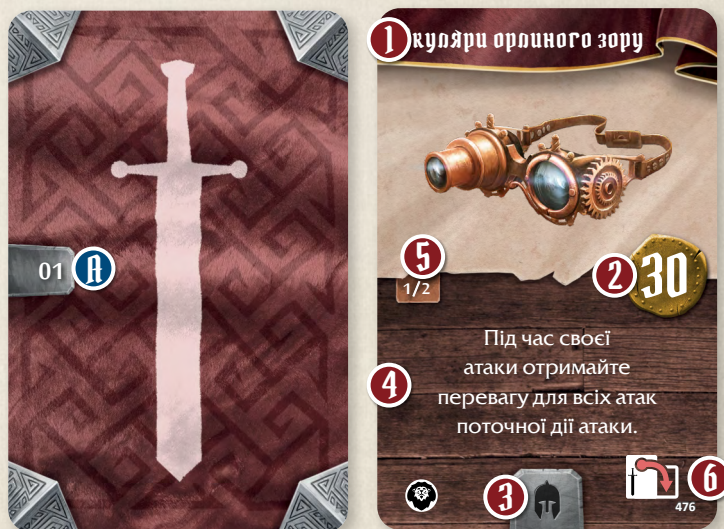 01 A
1 куляри орлиного зору
5
1/2
2 30
Під час своєї
атаки отримайте
4 перевагу для всіх атак
поточної дії атаки.
3
6
476